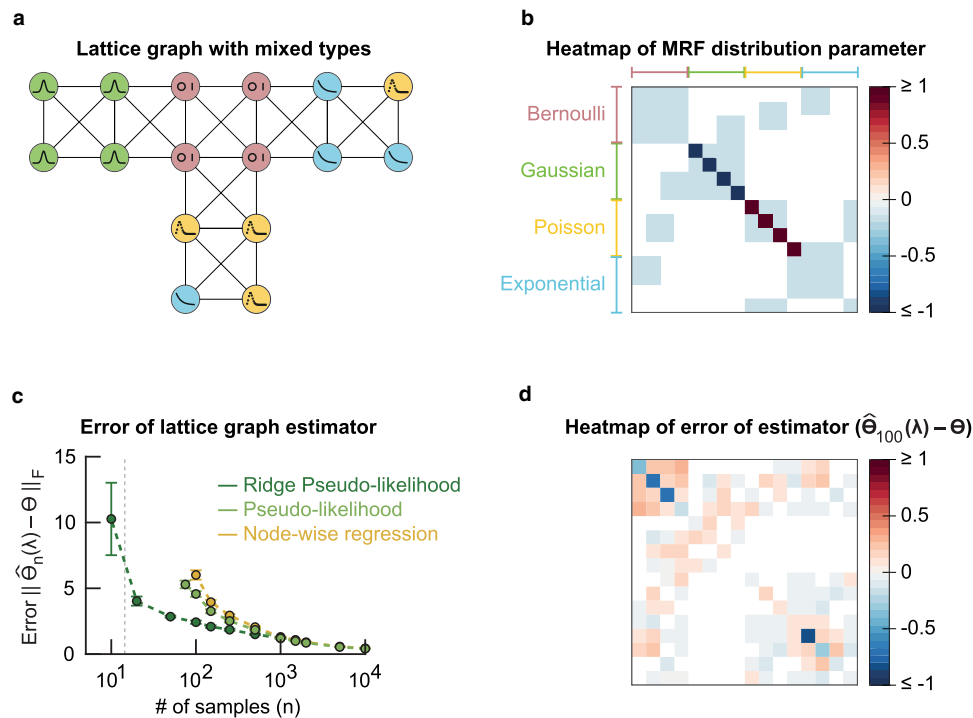 a
Lattice graph with mixed types
b
Heatmap of MRF distribution parameter
Bernoulli
Gaussian
Poisson
Exponential
≥ 1
0.5
0
-0.5
≤ -1
c
Error of lattice graph estimator
Error || Θ̂n(λ) – Θ ||F
15
10
5
0
Ridge Pseudo-likelihood
Pseudo-likelihood
Node-wise regression
10¹ 10² 10³ 10⁴
# of samples (n)
d
Heatmap of error of estimator (Θ̂₁₀₀(λ) – Θ)
≥ 1
0.5
0
-0.5
≤ -1